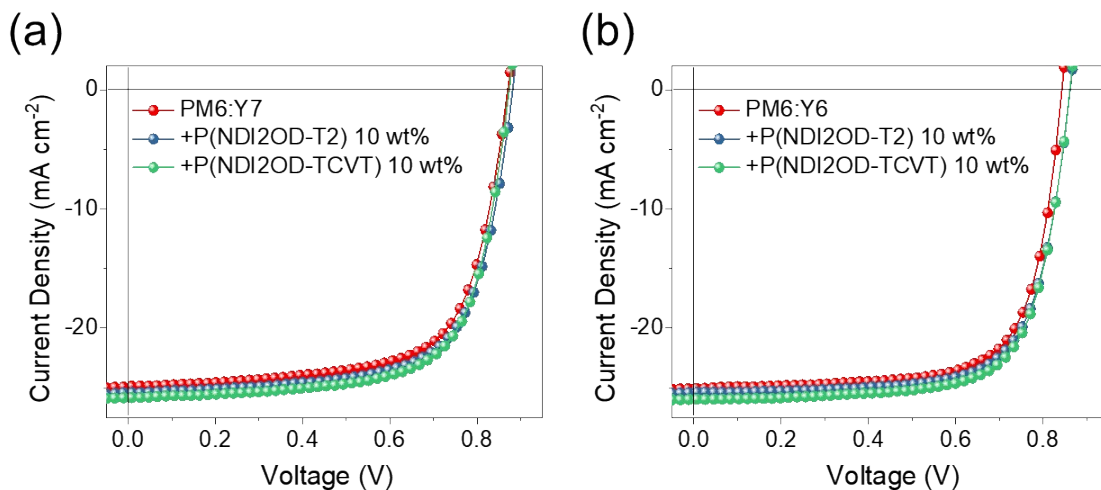 (a)
0
-10
-20
Current Density (mA cm⁻²)
PM6:Y7
+P(NDI2OD-T2) 10 wt%
+P(NDI2OD-TCVT) 10 wt%
0.0 0.2 0.4 0.6 0.8
Voltage (V)
(b)
0
-10
-20
Current Density (mA cm⁻²)
PM6:Y6
+P(NDI2OD-T2) 10 wt%
+P(NDI2OD-TCVT) 10 wt%
0.0 0.2 0.4 0.6 0.8
Voltage (V)